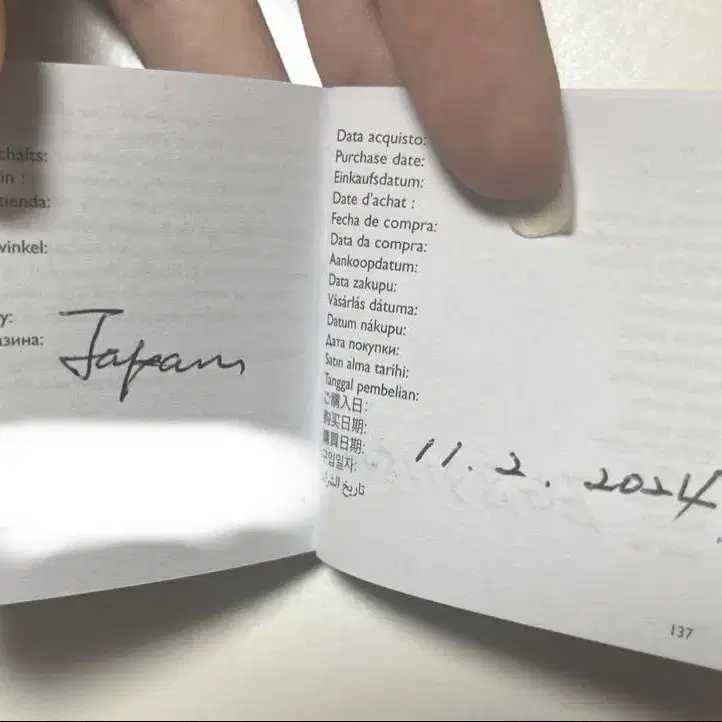 chäfts:
in :
tienda:
winkel:
y:
азина:
Japan
Data acquisto:
Purchase date:
Einkaufsdatum:
Date d'achat :
Fecha de compra:
Data da compra:
Aankoopdatum:
Data zakupu:
Vásárlás dátuma:
Datum nákupu:
Дата покупки:
Satın alma tarihi:
Tanggal pembelian:
ご購入日:
购买日期:
購買日期:
구입일자:
تاريخ الشراء
11. 2. 2024.
137